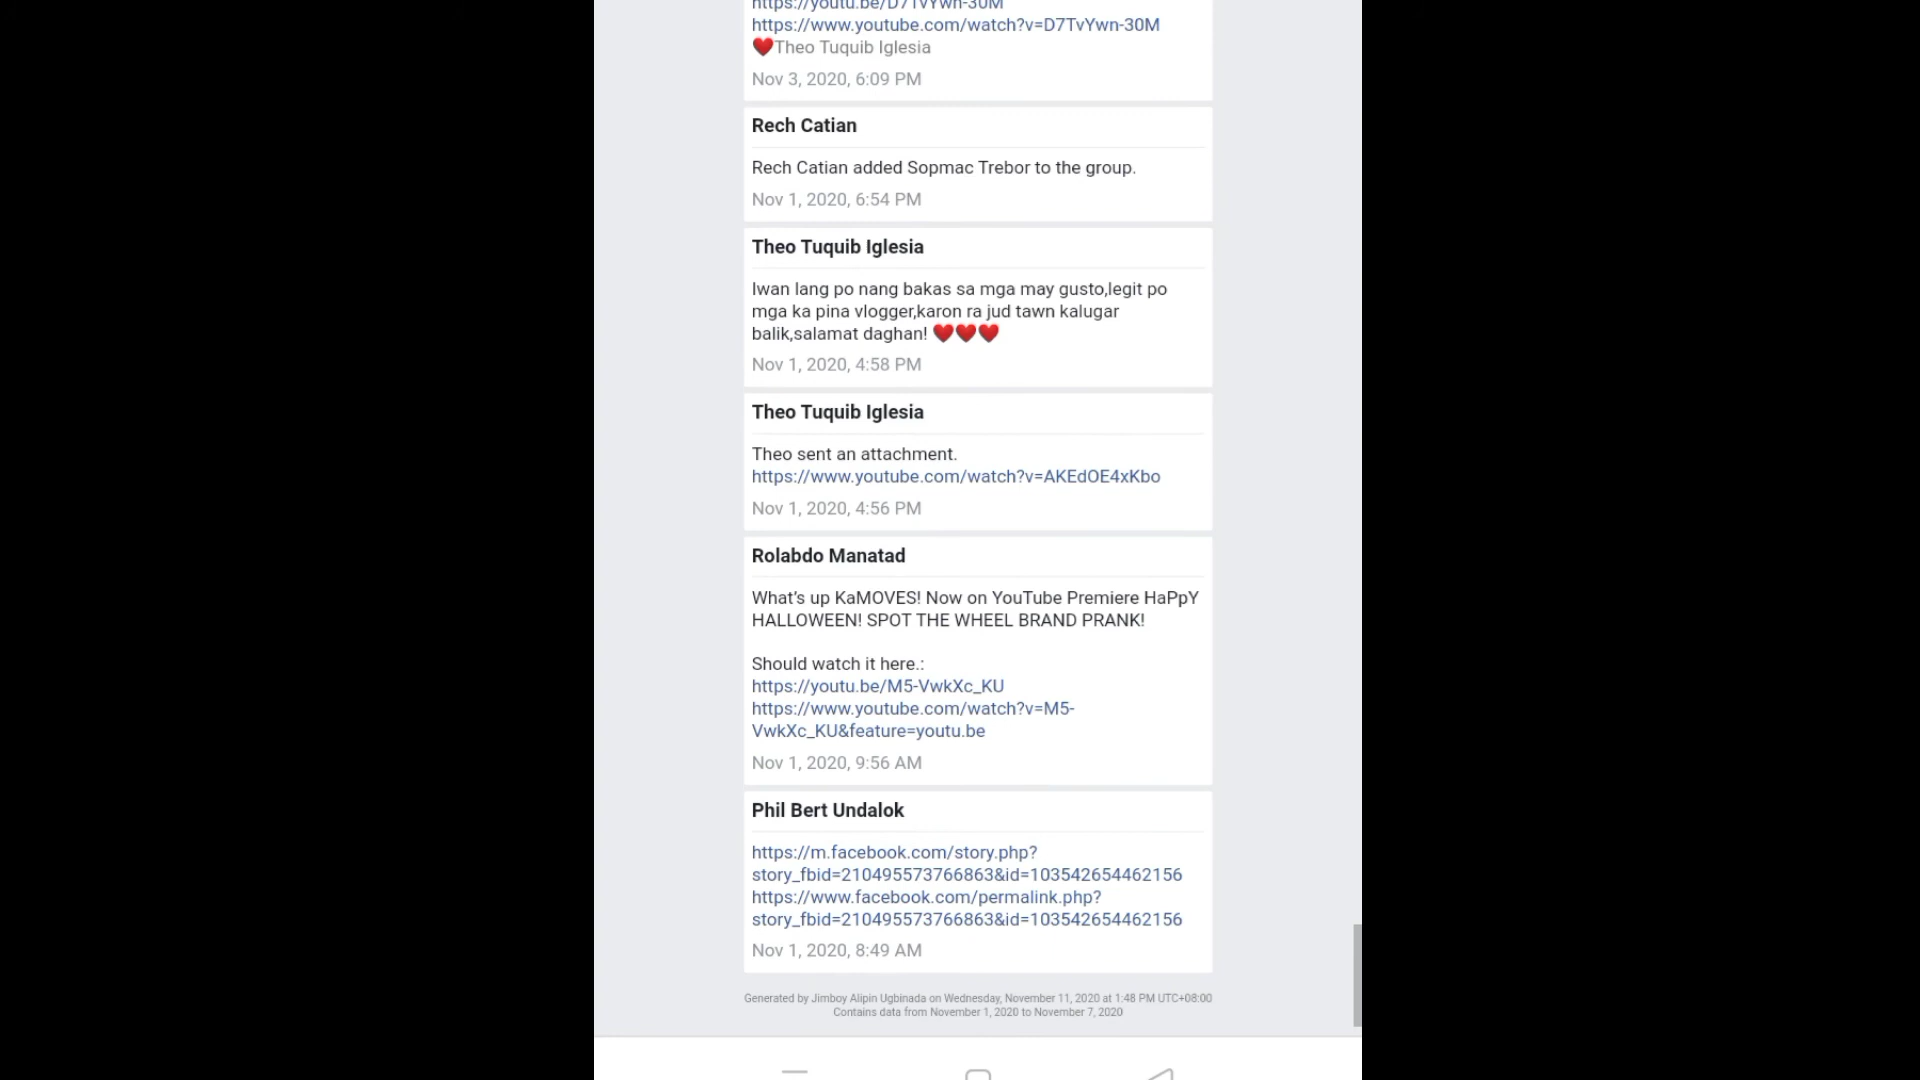 https://youtu.be/D7TvYwn-30M
https://www.youtube.com/watch?v=D7TvYwn-30M
❤️Theo Tuquib Iglesia
Nov 3, 2020, 6:09 PM
Rech Catian
Rech Catian added Sopmac Trebor to the group.
Nov 1, 2020, 6:54 PM
Theo Tuquib Iglesia
Iwan lang po nang bakas sa mga may gusto,legit po
mga ka pina vlogger,karon ra jud tawn kalugar
balik,salamat daghan! ❤️❤️❤️
Nov 1, 2020, 4:58 PM
Theo Tuquib Iglesia
Theo sent an attachment.
https://www.youtube.com/watch?v=AKEdOE4xKbo
Nov 1, 2020, 4:56 PM
Rolabdo Manatad
What’s up KaMOVES! Now on YouTube Premiere HaPpY
HALLOWEEN! SPOT THE WHEEL BRAND PRANK!
Should watch it here.:
https://youtu.be/M5-VwkXc_KU
https://www.youtube.com/watch?v=M5-
VwkXc_KU&feature=youtu.be
Nov 1, 2020, 9:56 AM
Phil Bert Undalok
https://m.facebook.com/story.php?
story_fbid=210495573766863&id=103542654462156
https://www.facebook.com/permalink.php?
story_fbid=210495573766863&id=103542654462156
Nov 1, 2020, 8:49 AM
Generated by Jimboy Alipin Ugbinada on Wednesday, November 11, 2020 at 1:48 PM UTC+08:00
Contains data from November 1, 2020 to November 7, 2020